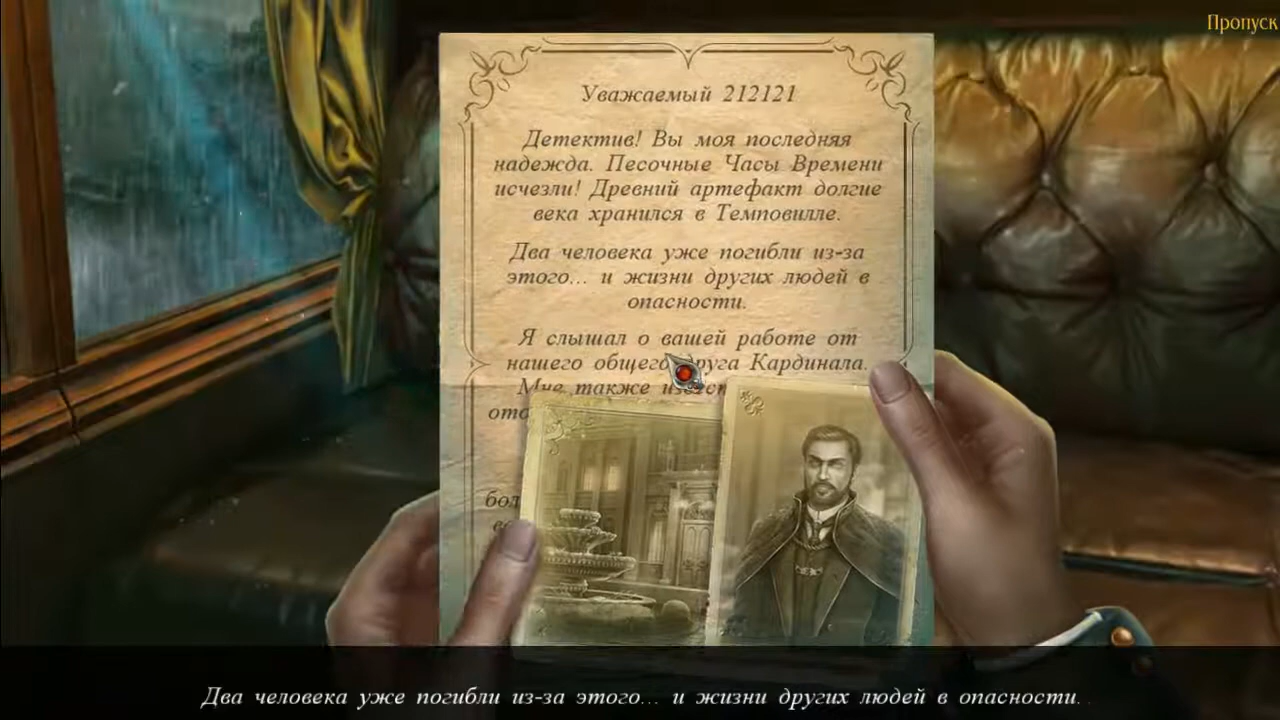 Пропуск
Уважаемый 212121
Детектив! Вы моя последняя
надежда. Песочные Часы Времени
исчезли! Древний артефакт долгие
века хранился в Темповилле.
Два человека уже погибли из-за
этого... и жизни других людей в
опасности.
Я слышал о вашей работе от
нашего общего друга Кардинала.
Мне также
Два человека уже погибли из-за этого... и жизни других людей в опасности.